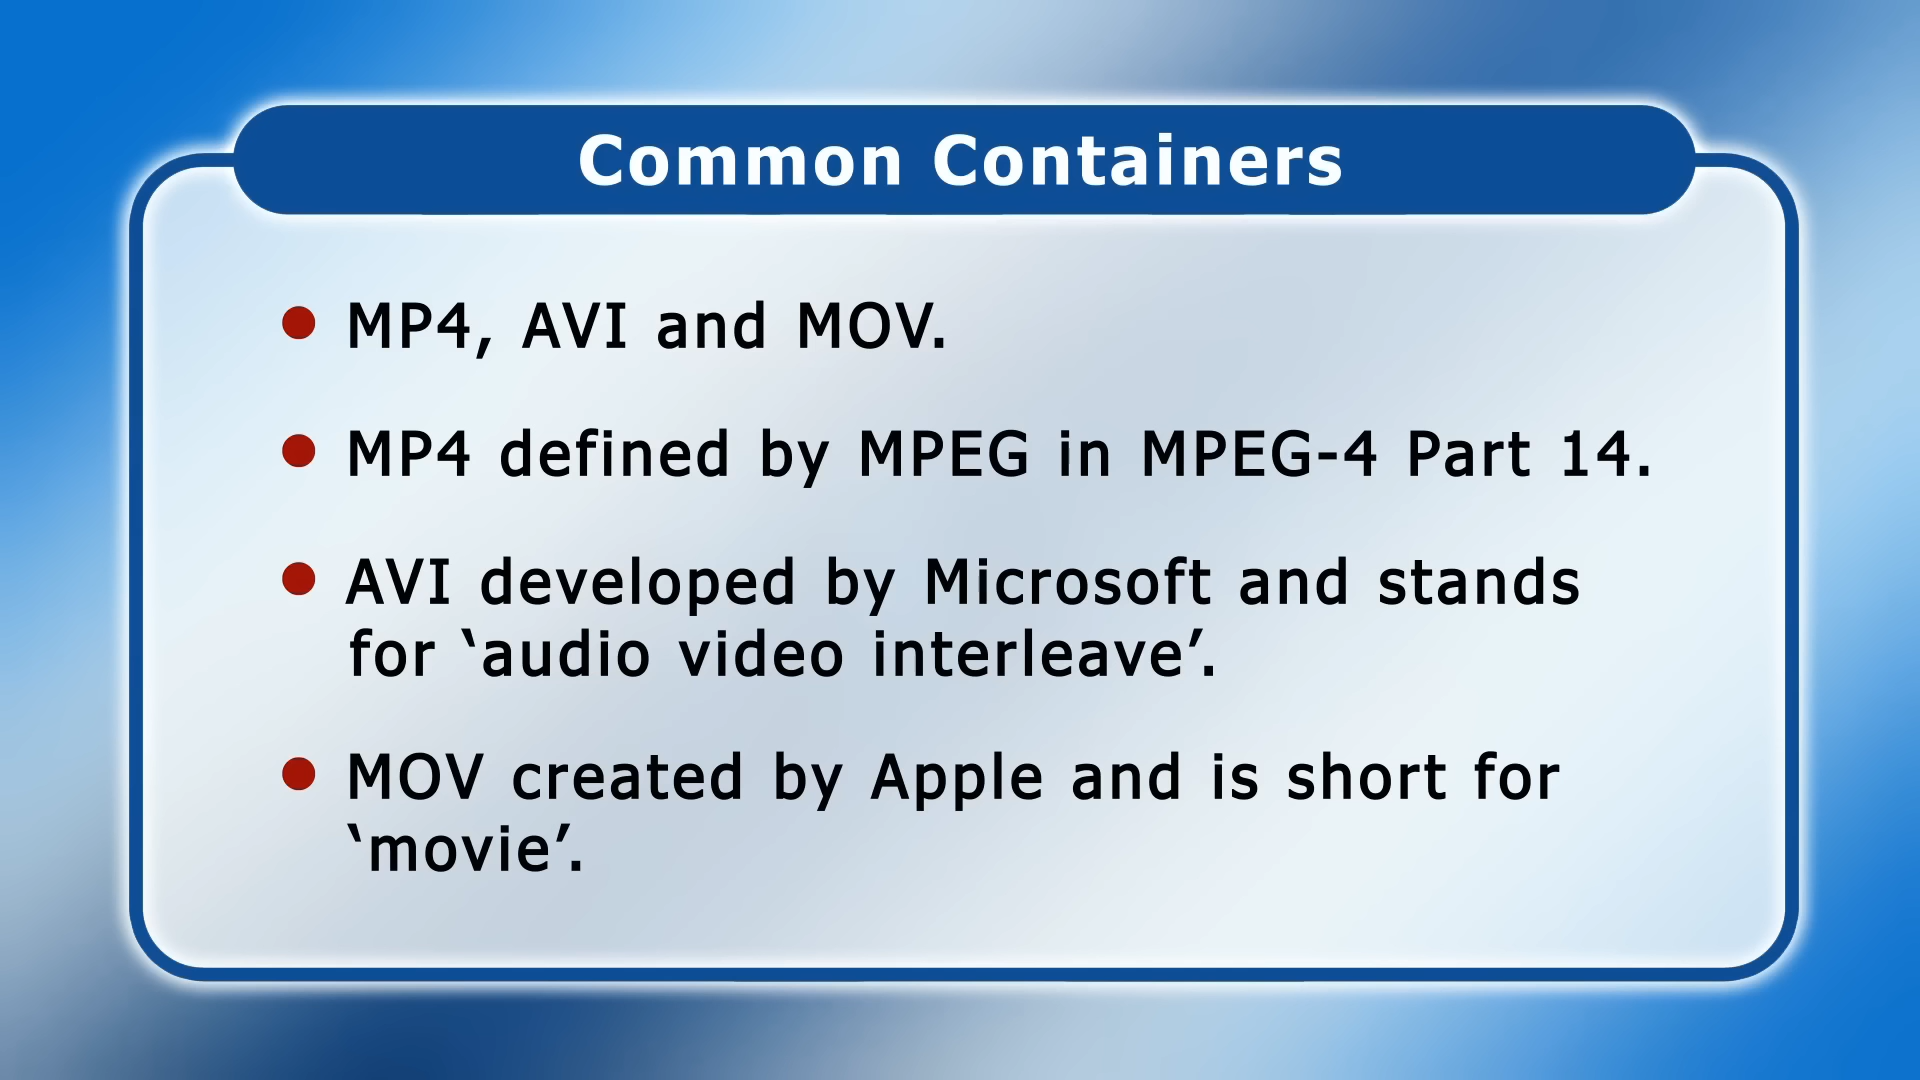 Common Containers
MP4, AVI and MOV.
MP4 defined by MPEG in MPEG-4 Part 14.
AVI developed by Microsoft and stands
for ‘audio video interleave’.
MOV created by Apple and is short for
‘movie’.